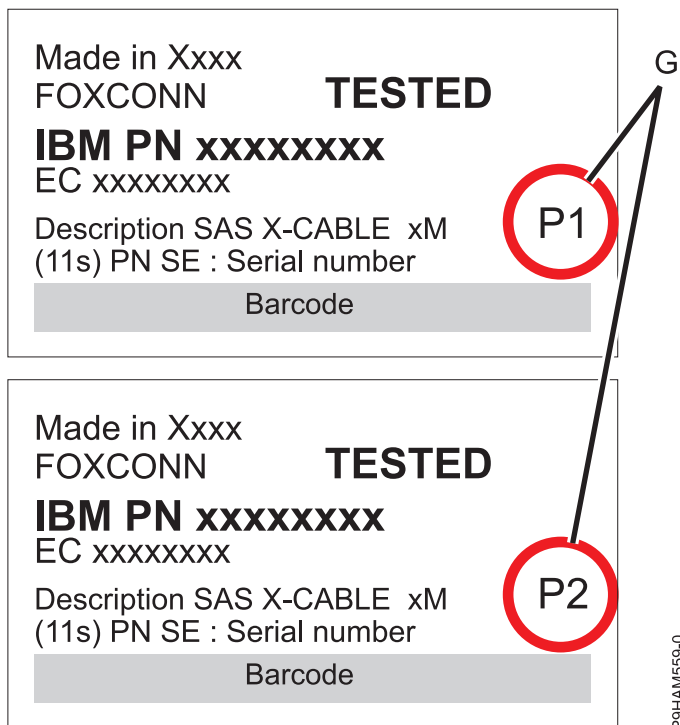 Made in Xxxx
FOXCONN TESTED
IBM PN xxxxxxxx
EC xxxxxxxx
Description SAS X-CABLE xM
(11s) PN SE : Serial number
Barcode
P1
G
Made in Xxxx
FOXCONN TESTED
IBM PN xxxxxxxx
EC xxxxxxxx
Description SAS X-CABLE xM
(11s) PN SE : Serial number
Barcode
P2
P9HAM559-0